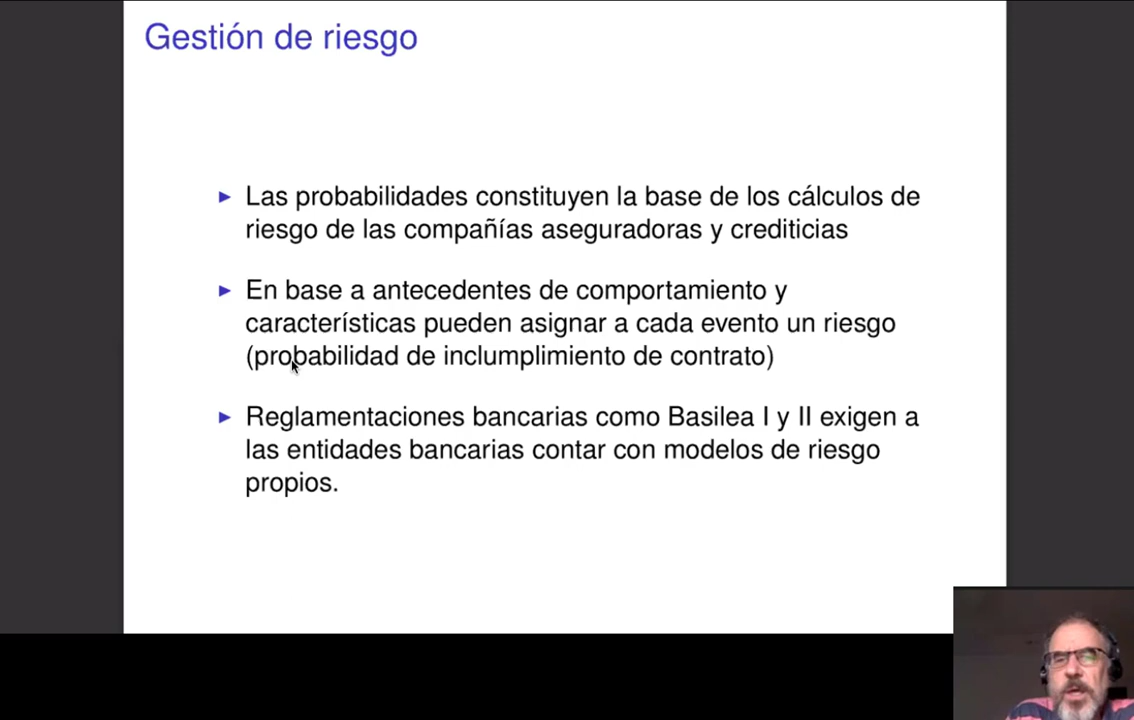 Gestión de riesgo
Las probabilidades constituyen la base de los cálculos de
riesgo de las compañías aseguradoras y crediticias
En base a antecedentes de comportamiento y
características pueden asignar a cada evento un riesgo
(probabilidad de inclumplimiento de contrato)
Reglamentaciones bancarias como Basilea I y II exigen a
las entidades bancarias contar con modelos de riesgo
propios.